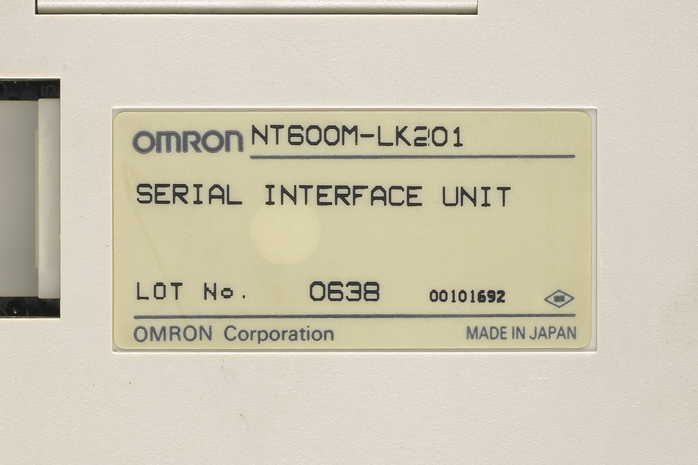 OMRON NT600M-LK201
SERIAL INTERFACE UNIT
LOT No. 0638 00101692
OMRON Corporation MADE IN JAPAN